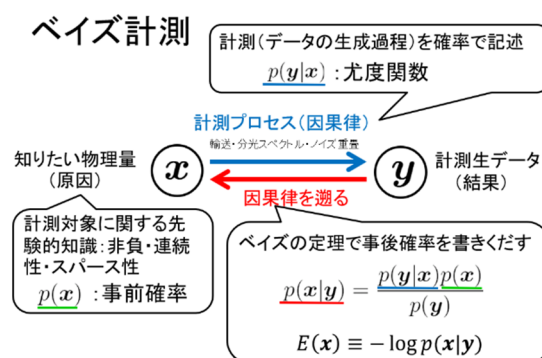 ベイズ計測
計測（データの生成過程）を確率で記述
p(y|x)：尤度関数
計測プロセス（因果律）
輸送・分光スペクトル・ノイズ重畳
知りたい物理量
（原因）
x
y
計測生データ
（結果）
因果律を遡る
計測対象に関する先
験的知識：非負・連続
性・スパース性
p(x)：事前確率
ベイズの定理で事後確率を書きくだす
p(x|y) = p(y|x)p(x) / p(y)
E(x) ≡ −log p(x|y)